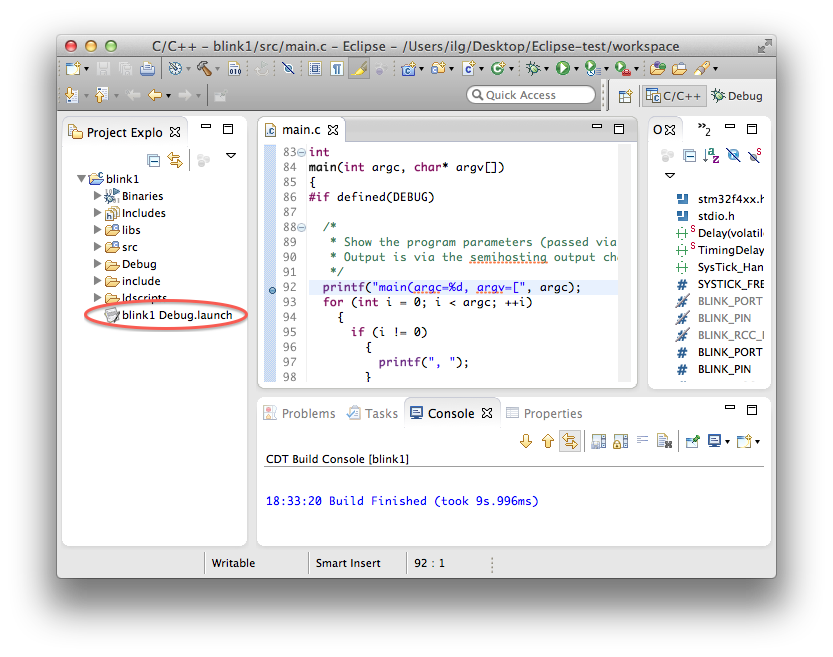 C/C++ - blink1/src/main.c - Eclipse - /Users/ilg/Desktop/Eclipse-test/workspace
010
Quick Access
C/C++
Debug
Project Explo
blink1
Binaries
Includes
libs
src
Debug
include
ldscripts
blink1 Debug.launch
main.c
83 int
84 main(int argc, char* argv[])
85 {
86 #if defined(DEBUG)
87
88 /*
89 * Show the program parameters (passed via
90 * Output is via the semihosting output ch
91 */
92 printf("main(argc=%d, argv=[", argc);
93 for (int i = 0; i < argc; ++i)
94 {
95 if (i != 0)
96 {
97 printf(", ");
98 }
O
»2
stm32f4xx.h
stdio.h
Delay(volatil
TimingDelay
SysTick_Han
SYSTICK_FRE
BLINK_PORT
BLINK_PIN
BLINK_RCC_
BLINK_PORT
BLINK_PIN
Problems
Tasks
Console
Properties
CDT Build Console [blink1]
18:33:20 Build Finished (took 9s.996ms)
Writable
Smart Insert
92 : 1